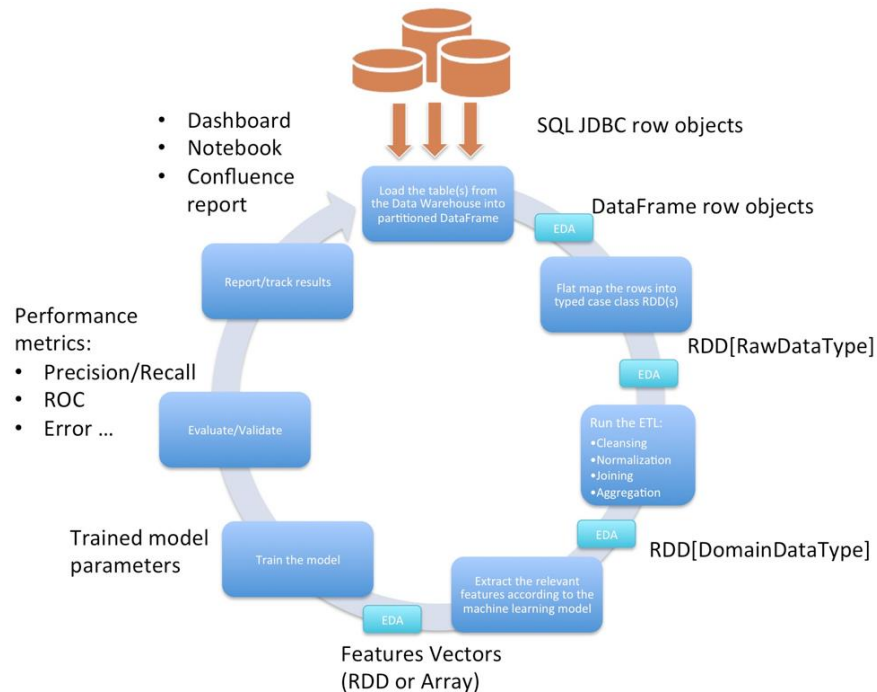 SQL JDBC row objects
• Dashboard
• Notebook
• Confluence
report
Load the table(s) from
the Data Warehouse into
partitioned DataFrame
DataFrame row objects
EDA
Flat map the rows into
typed case class RDD(s)
RDD[RawDataType]
EDA
Run the ETL:
•Cleansing
•Normalization
•Joining
•Aggregation
EDA
RDD[DomainDataType]
Extract the relevant
features according to the
machine learning model
EDA
Features Vectors
(RDD or Array)
Train the model
Trained model
parameters
Evaluate/Validate
Performance
metrics:
• Precision/Recall
• ROC
• Error ...
Report/track results